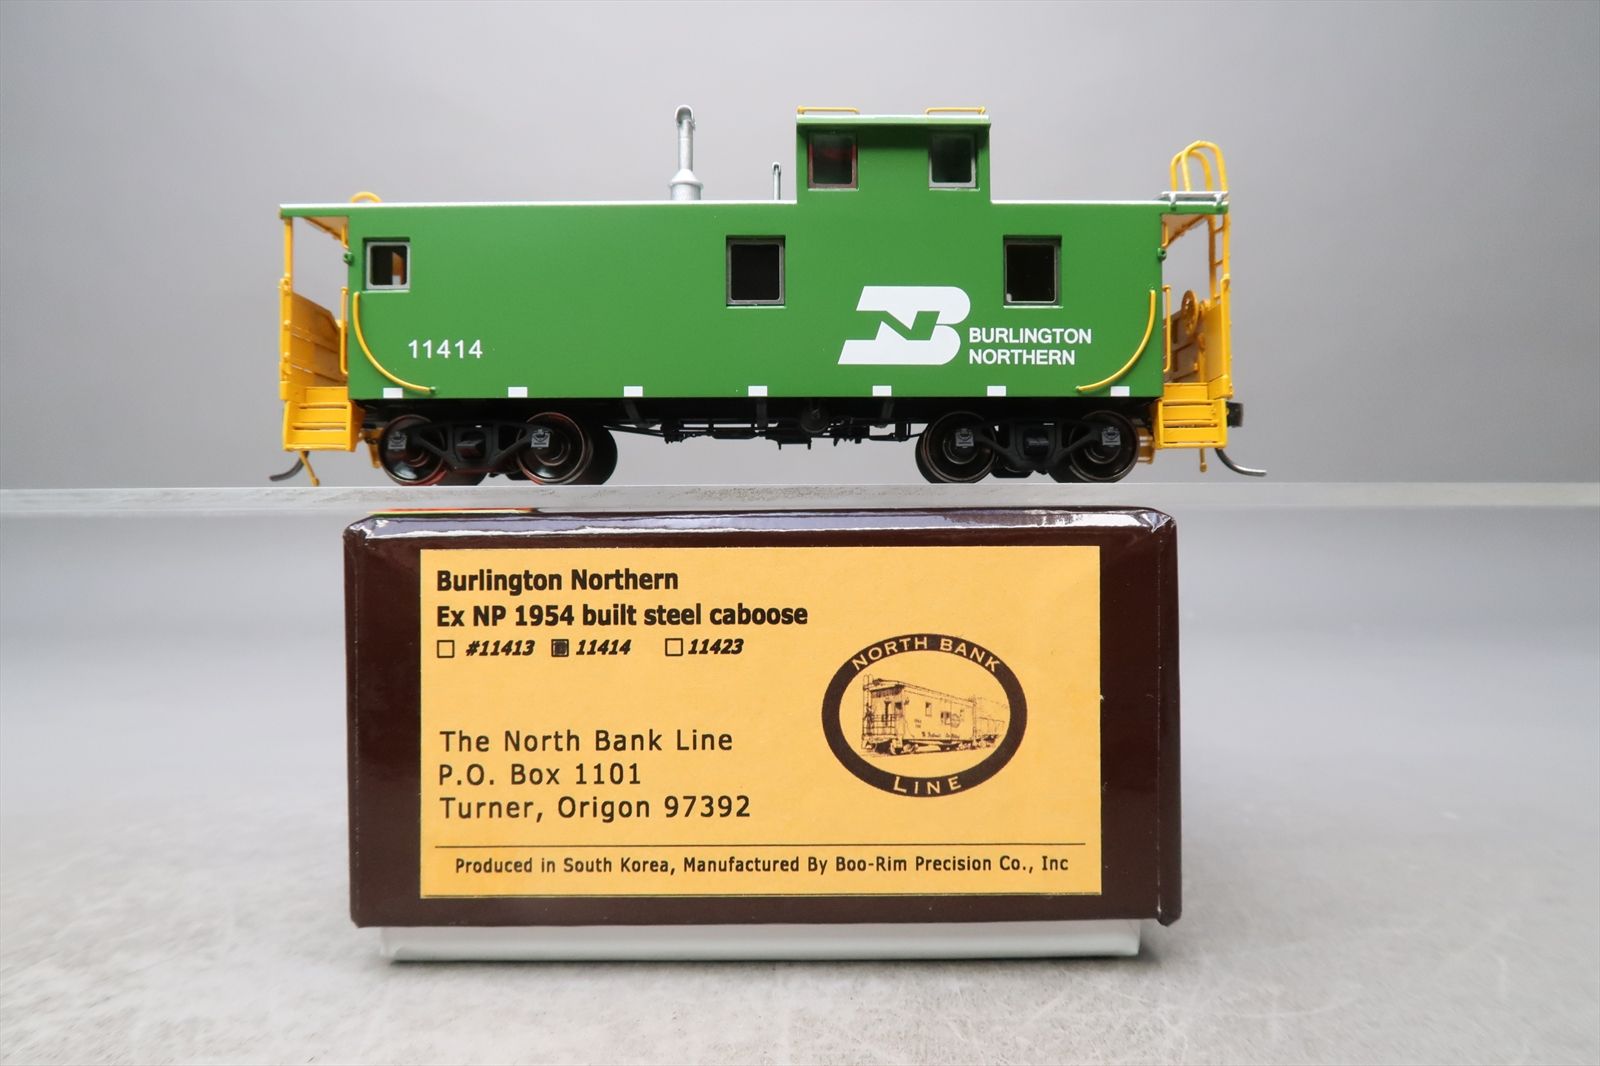 11414
BURLINGTON
NORTHERN
Burlington Northern
Ex NP 1954 built steel caboose
#11413 11414 11423
NORTH BANK
LINE
The North Bank Line
P.O. Box 1101
Turner, Origon 97392
Produced in South Korea, Manufactured By Boo-Rim Precision Co., Inc